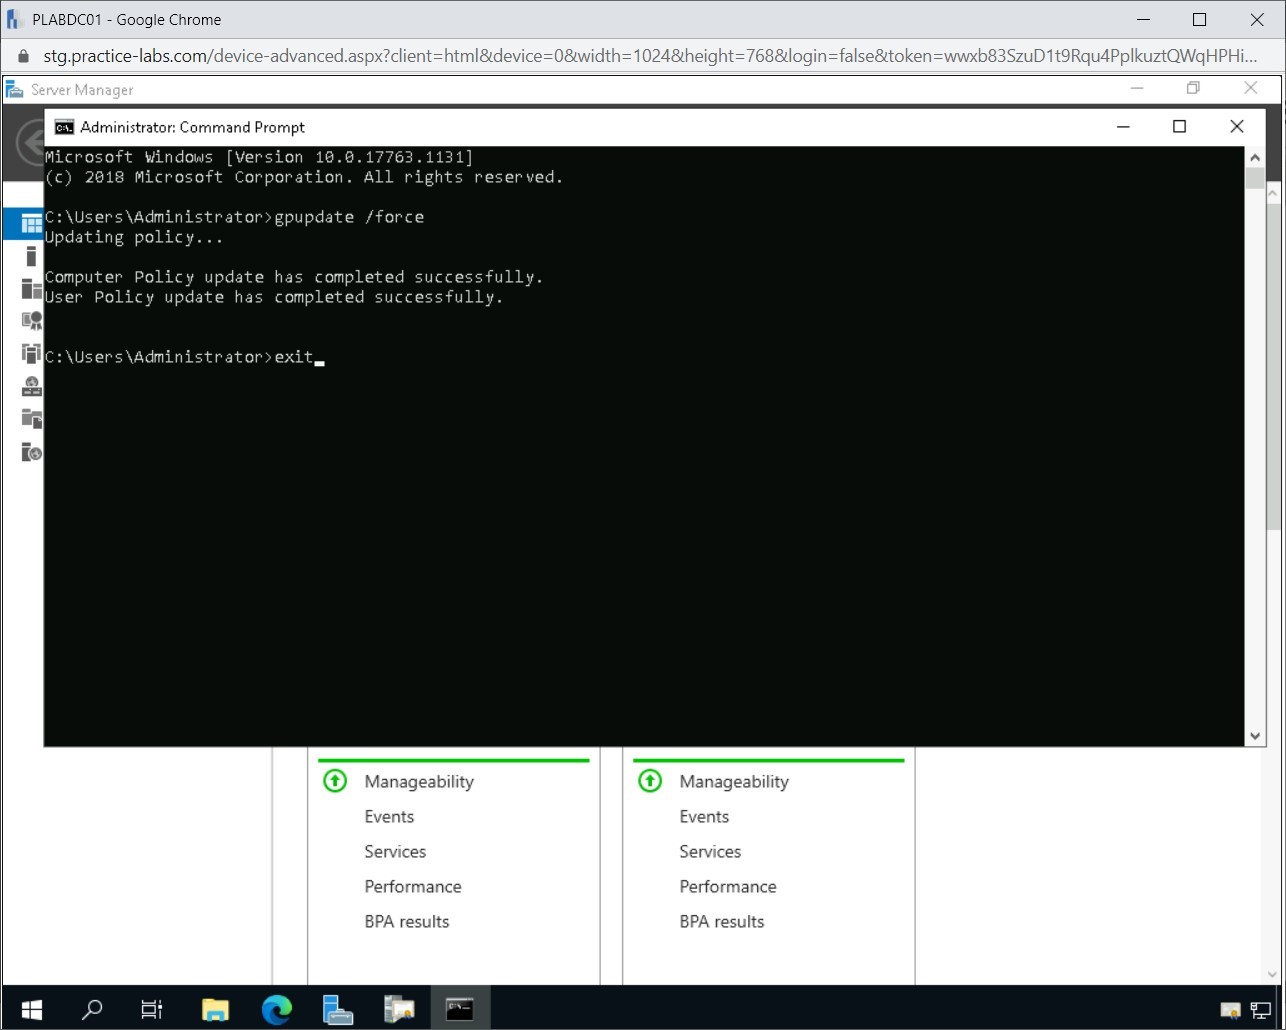 PLABDC01 - Google Chrome
stg.practice-labs.com/device-advanced.aspx?client=html&device=0&width=1024&height=768&login=false&token=wwxb83SzuD1t9Rqu4PplkuztQWqHPHi...
Server Manager
Administrator: Command Prompt
Microsoft Windows [Version 10.0.17763.1131]
(c) 2018 Microsoft Corporation. All rights reserved.
C:\Users\Administrator>gpupdate /force
Updating policy...
Computer Policy update has completed successfully.
User Policy update has completed successfully.
C:\Users\Administrator>exit_
Manageability
Events
Services
Performance
BPA results
Manageability
Events
Services
Performance
BPA results